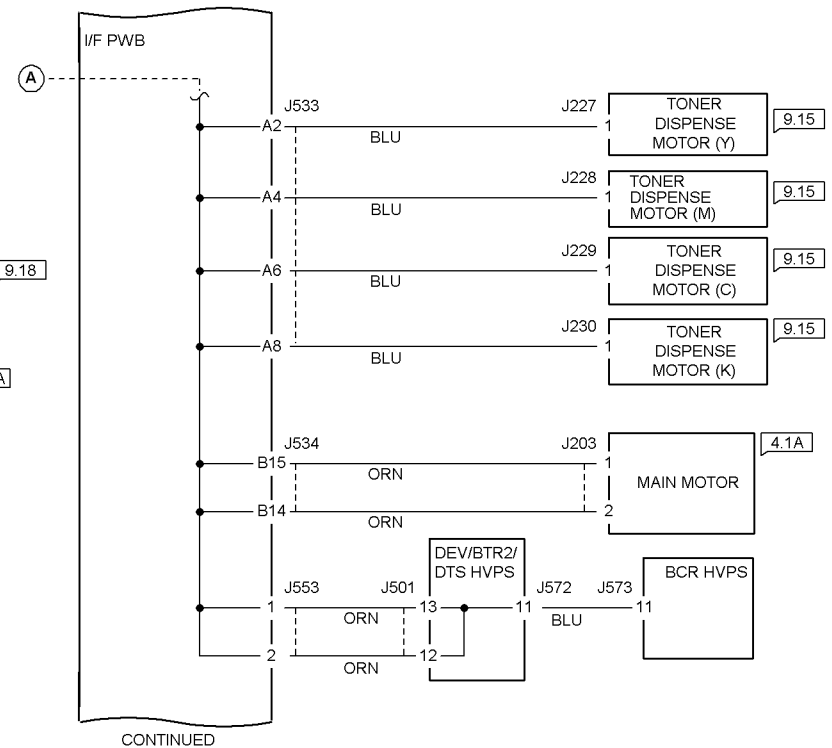 I/F PWB
A
J533
J227
TONER
DISPENSE
MOTOR (Y)
9.15
A2
BLU
1
J228
TONER
DISPENSE
MOTOR (M)
9.15
A4
BLU
1
J229
TONER
DISPENSE
MOTOR (C)
9.15
9.18
A6
BLU
1
J230
TONER
DISPENSE
MOTOR (K)
9.15
A8
BLU
1
A
J534
J203
4.1A
B15
ORN
1
MAIN MOTOR
B14
ORN
2
DEV/BTR2/
DTS HVPS
J553
J501
J572
J573
BCR HVPS
1
ORN
13
11
BLU
11
2
ORN
12
CONTINUED